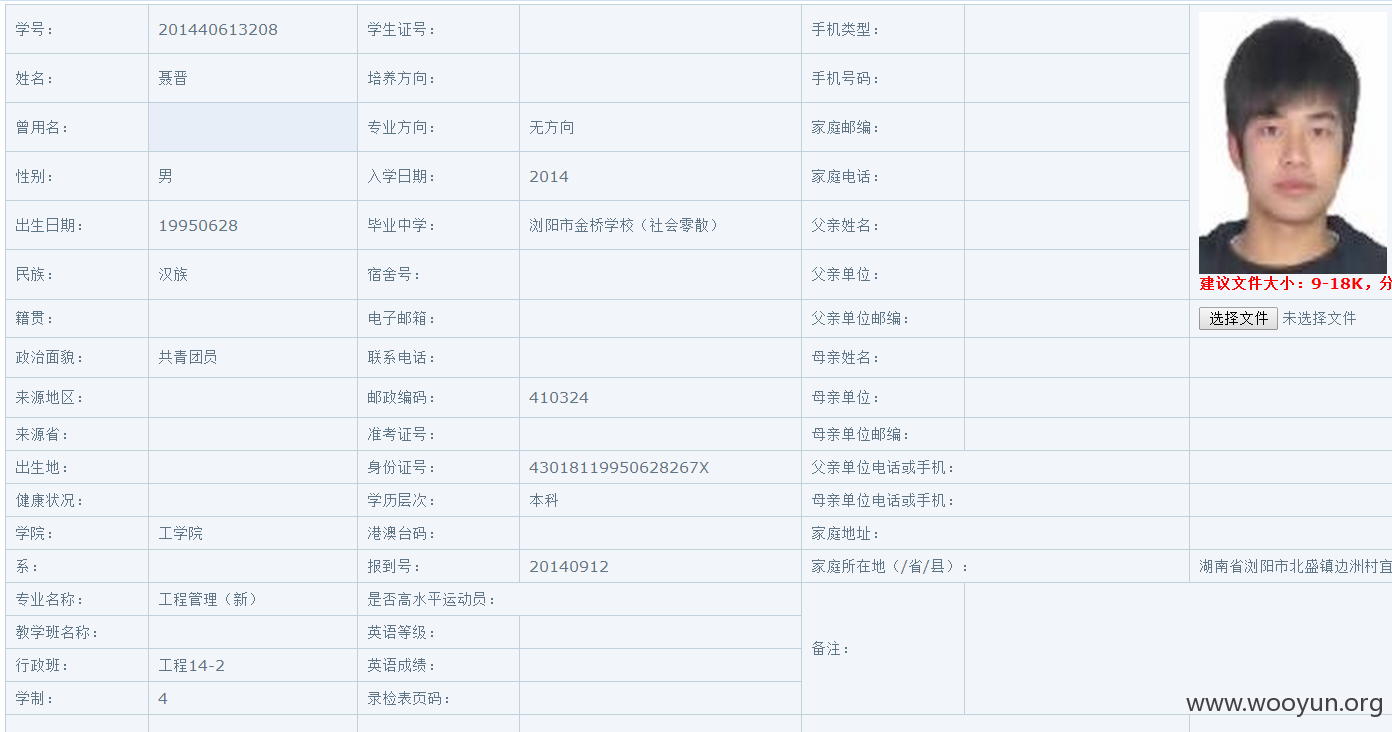 学号： 201440613208 学生证号： 手机类型：
姓名： 聂晋 培养方向： 手机号码：
曾用名： 专业方向： 无方向 家庭邮编：
性别： 男 入学日期： 2014 家庭电话：
出生日期： 19950628 毕业中学： 浏阳市金桥学校（社会零散） 父亲姓名：
民族： 汉族 宿舍号： 父亲单位：
建议文件大小：9-18K，分
籍贯： 电子邮箱： 父亲单位邮编： 选择文件 未选择文件
政治面貌： 共青团员 联系电话： 母亲姓名：
来源地区： 邮政编码： 410324 母亲单位：
来源省： 准考证号： 母亲单位邮编：
出生地： 身份证号： 43018119950628267X 父亲单位电话或手机：
健康状况： 学历层次： 本科 母亲单位电话或手机：
学院： 工学院 港澳台码： 家庭地址：
系： 报到号： 20140912 家庭所在地（/省/县）： 湖南省浏阳市北盛镇边洲村宜
专业名称： 工程管理（新） 是否高水平运动员：
教学班名称： 英语等级：
备注：
行政班： 工程14-2 英语成绩：
学制： 4 录检表页码：
www.wooyun.org